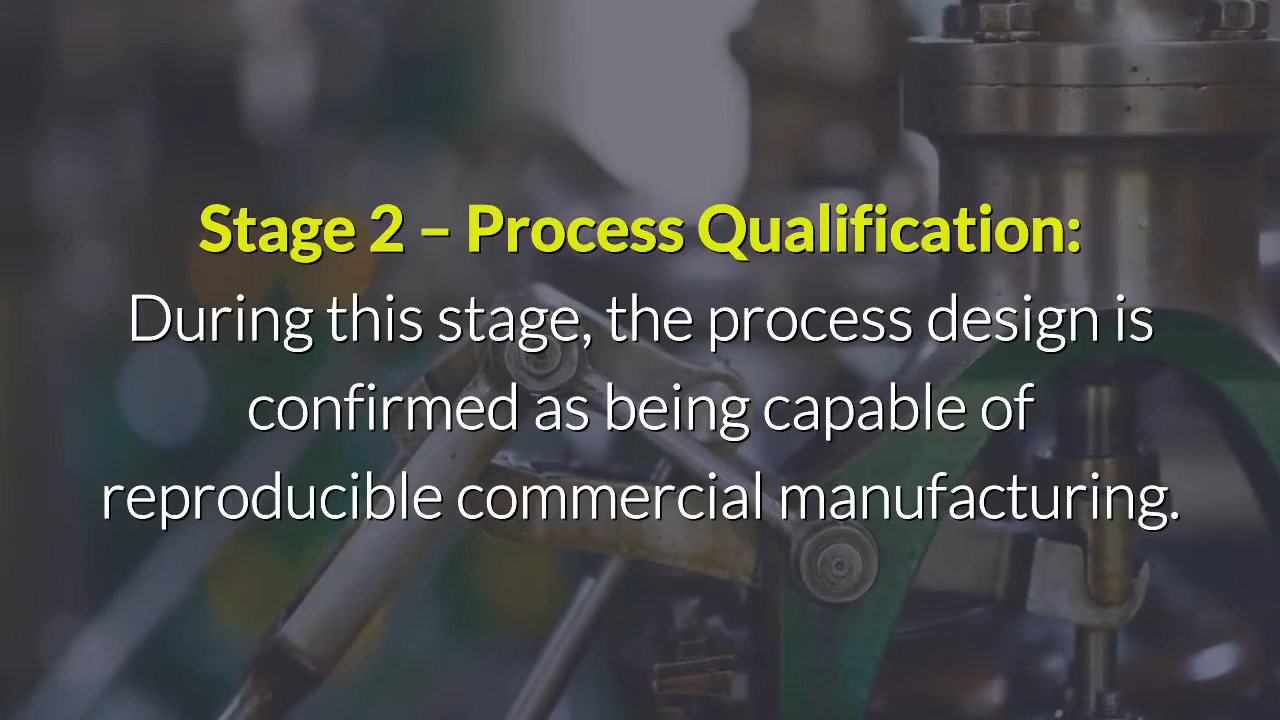 Stage 2 – Process Qualification:
During this stage, the process design is
confirmed as being capable of
reproducible commercial manufacturing.